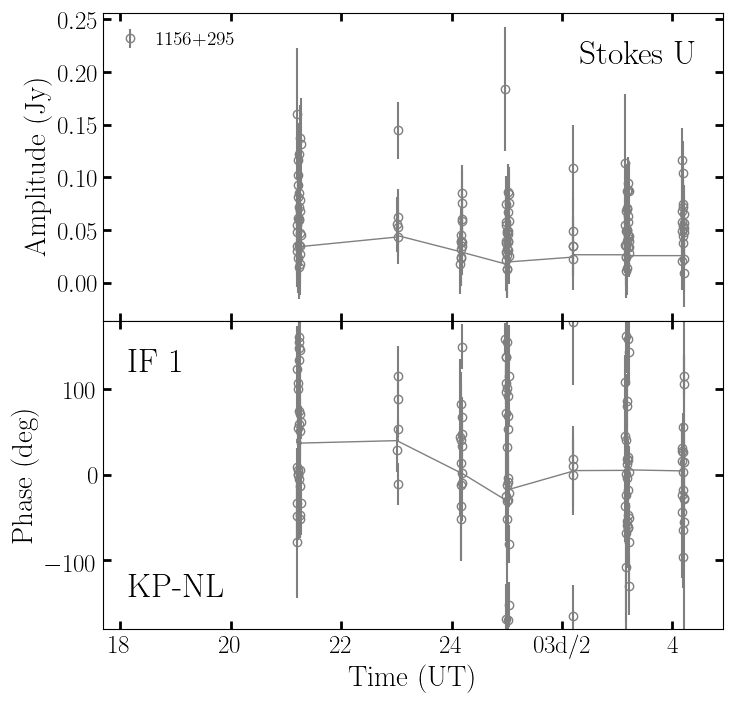 0.25
1156+295
Stokes U
0.20
0.15
0.10
0.05
0.00
Amplitude (Jy)
IF 1
100
0
−100
Phase (deg)
KP-NL
18 20 22 24 03d/2 4
Time (UT)